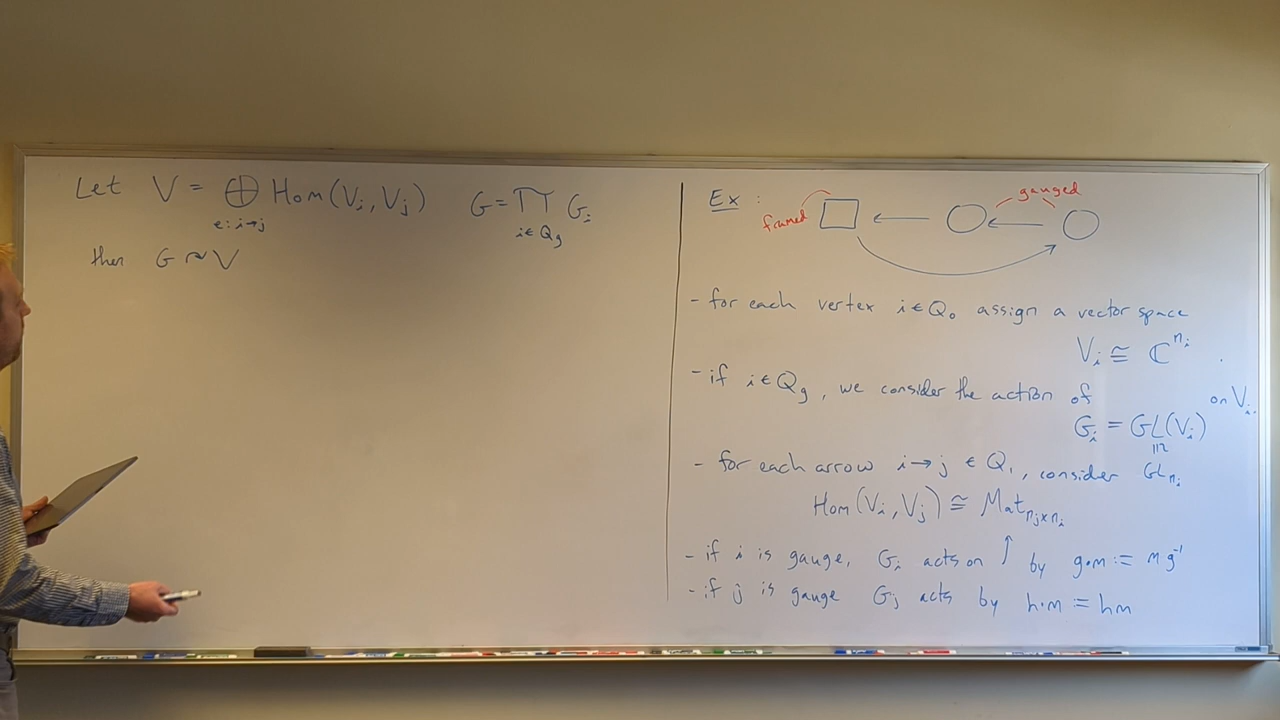 Let V = ⊕ Hom(V_i, V_j) G = ∏ G_i
e: i→j i∈Q_g
then G ↷ V
Ex :
framed
gauged
- for each vertex i∈Q_0 assign a vector space
V_i ≅ ℂ^{n_i} .
- if i∈Q_g, we consider the action of on V_i.
G_i = GL(V_i)
≅
- for each arrow i→j ∈ Q_1, consider GL_{n_i}
Hom(V_i, V_j) ≅ Mat_{n_j×n_i}
- if i is gauge, G_i acts on ↑ by g•m := m g^{-1}
- if j is gauge G_j acts by h·m = hm